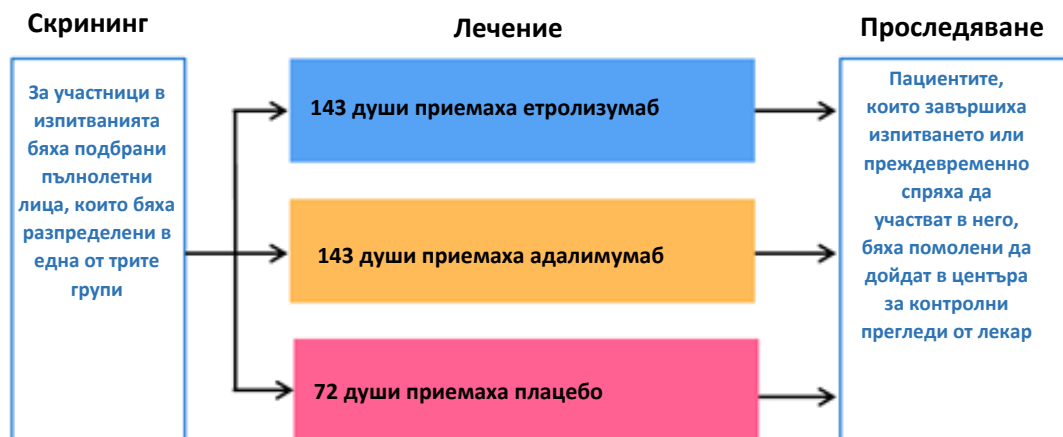 Скрининг
Лечение
Проследяване
За участници в
изпитванията
бяха подбрани
пълнолетни
лица, които бяха
разпределени в
една от трите
групи
143 души приемаха етролизумаб
143 души приемаха адалимумаб
72 души приемаха плацебо
Пациентите,
които завършиха
изпитването или
преждевременно
спряха да
участват в него,
бяха помолени да
дойдат в центъра
за контролни
прегледи от лекар